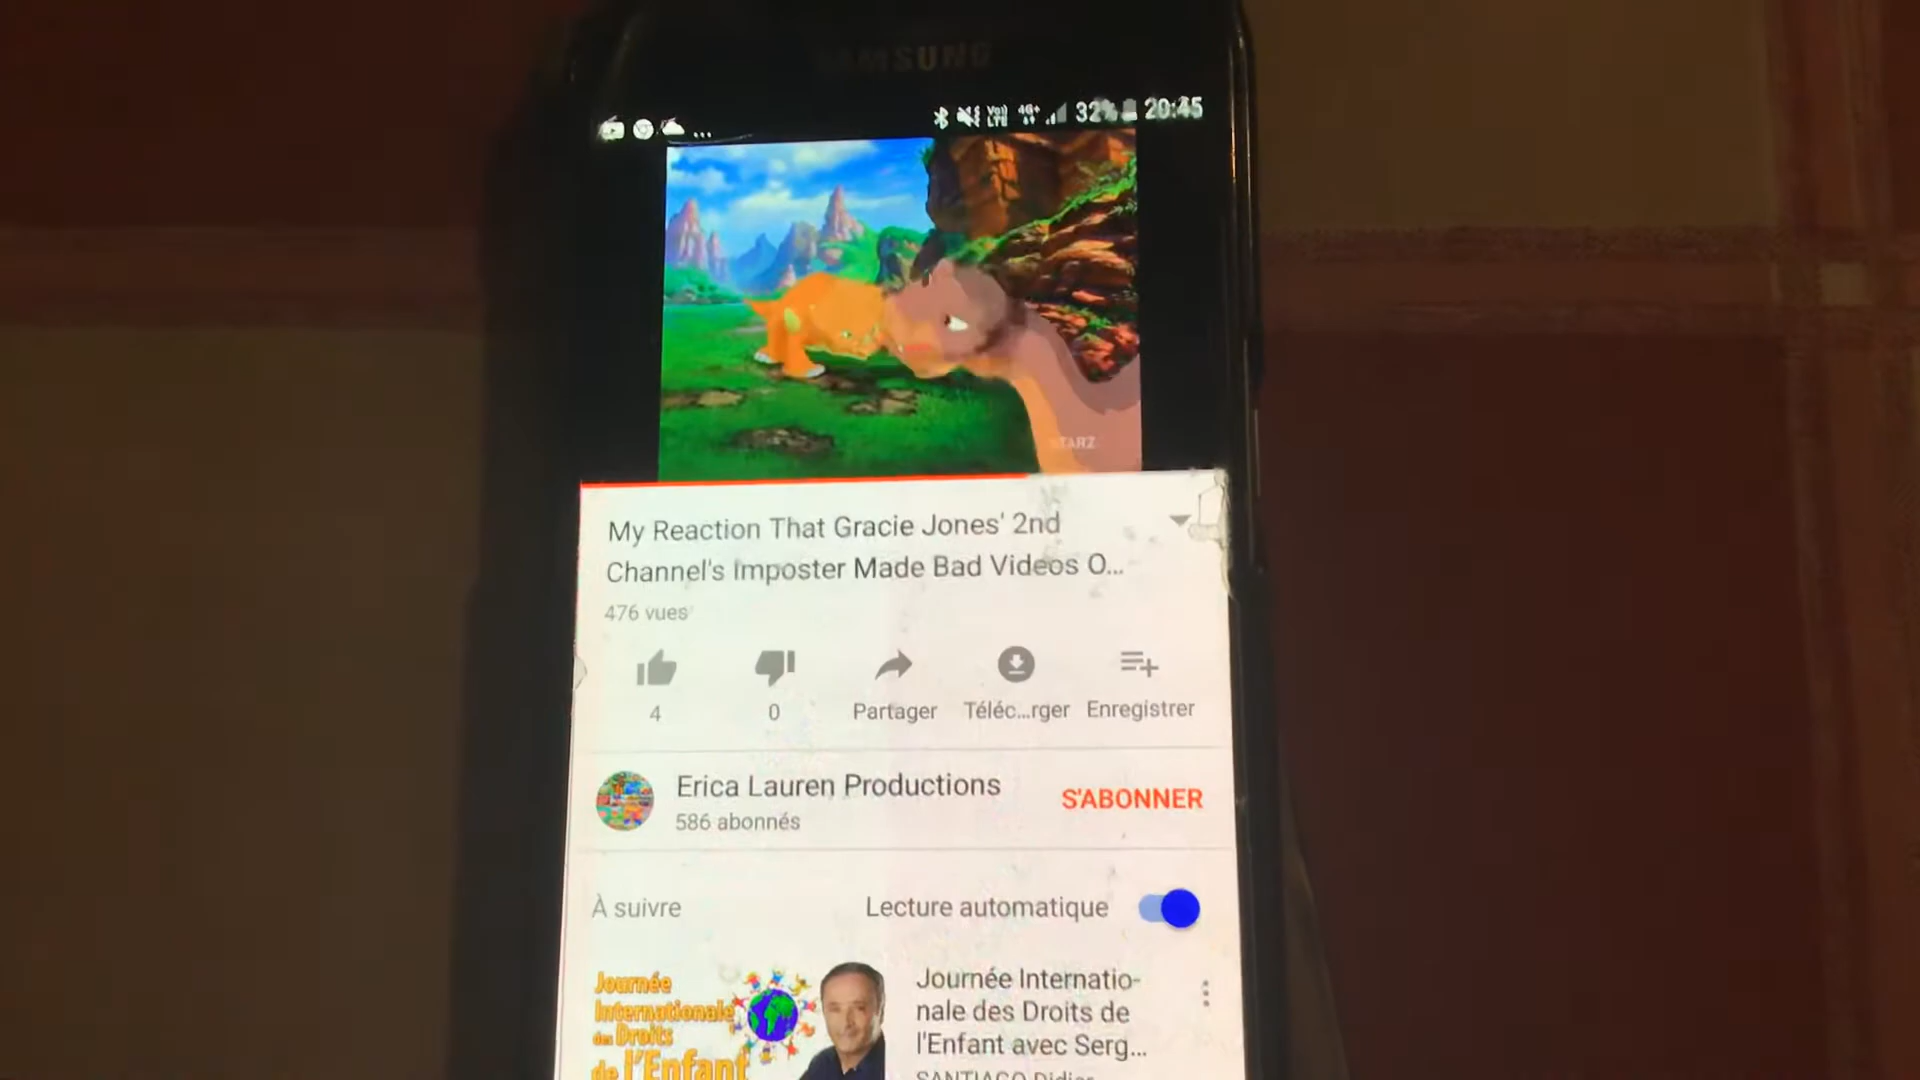 SAMSUNG
32% 20:45
STARZ
My Reaction That Gracie Jones' 2nd
Channel's Imposter Made Bad Videos O...
476 vues
4
0
Partager
Téléc...rger
Enregistrer
Erica Lauren Productions
S'ABONNER
586 abonnés
À suivre
Lecture automatique
Journée
Internationale
des Droits
de l'Enfant
Journée Internatio-
nale des Droits de
l'Enfant avec Serg...
SANTIAGO Didier